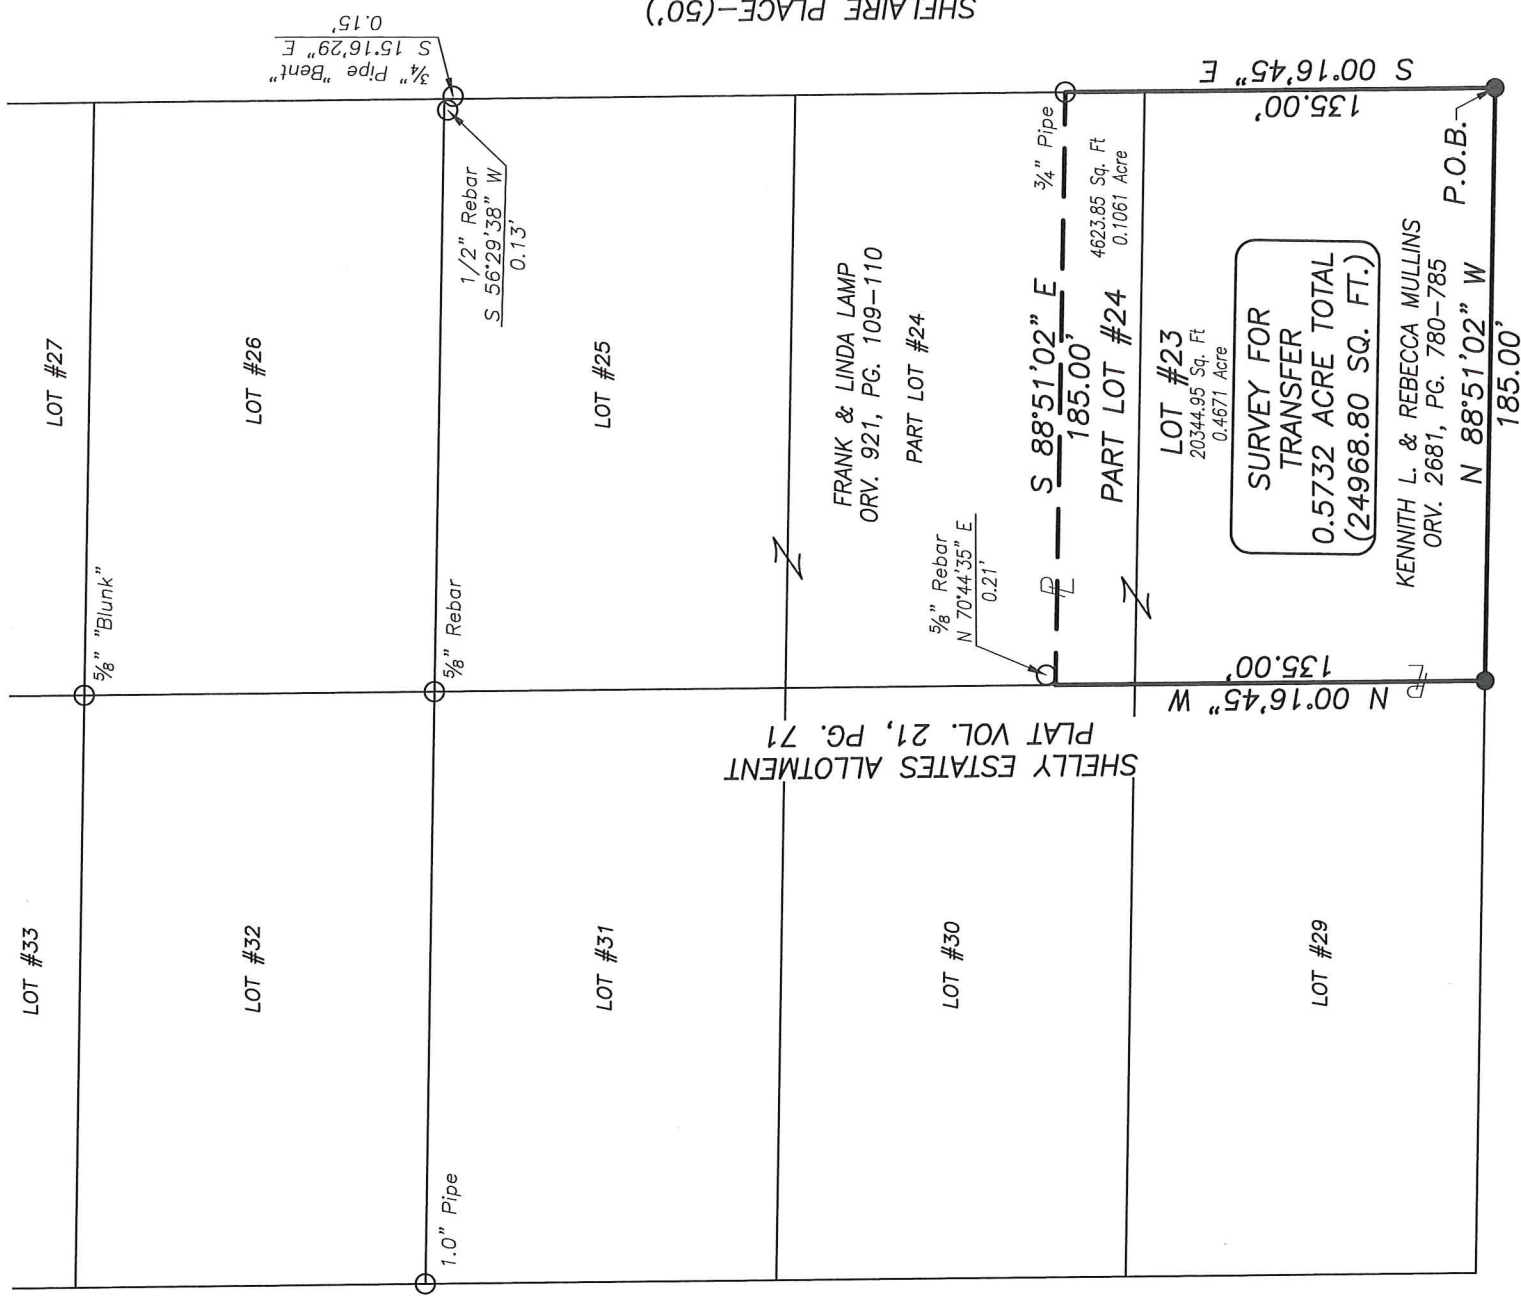 SHELAIRE PLACE-(50')
¾" Pipe "Bent"
S 15°16'29" E
0.15'
1/2" Rebar
S 56°29'38" W
0.13'
LOT #27
LOT #26
LOT #25
5/8" "Blunk"
5/8" Rebar
FRANK & LINDA LAMP
ORV. 921, PG. 109-110
PART LOT #24
5/8" Rebar
N 70°44'35" E
0.21'
¾" Pipe
S 88°51'02" E
185.00'
PL
PART LOT #24
4623.85 Sq. Ft
0.1061 Acre
LOT #23
20344.95 Sq. Ft
0.4671 Acre
SURVEY FOR
TRANSFER
0.5732 ACRE TOTAL
(24968.80 SQ. FT.)
KENNITH L. & REBECCA MULLINS
ORV. 2681, PG. 780-785
N 88°51'02" W
185.00'
P.O.B.
S 00°16'45" E
135.00'
N 00°16'45" W
135.00'
PL
SHELLY ESTATES ALLOTMENT
PLAT VOL. 21, PG. 71
LOT #33
LOT #32
LOT #31
LOT #30
LOT #29
1.0" Pipe